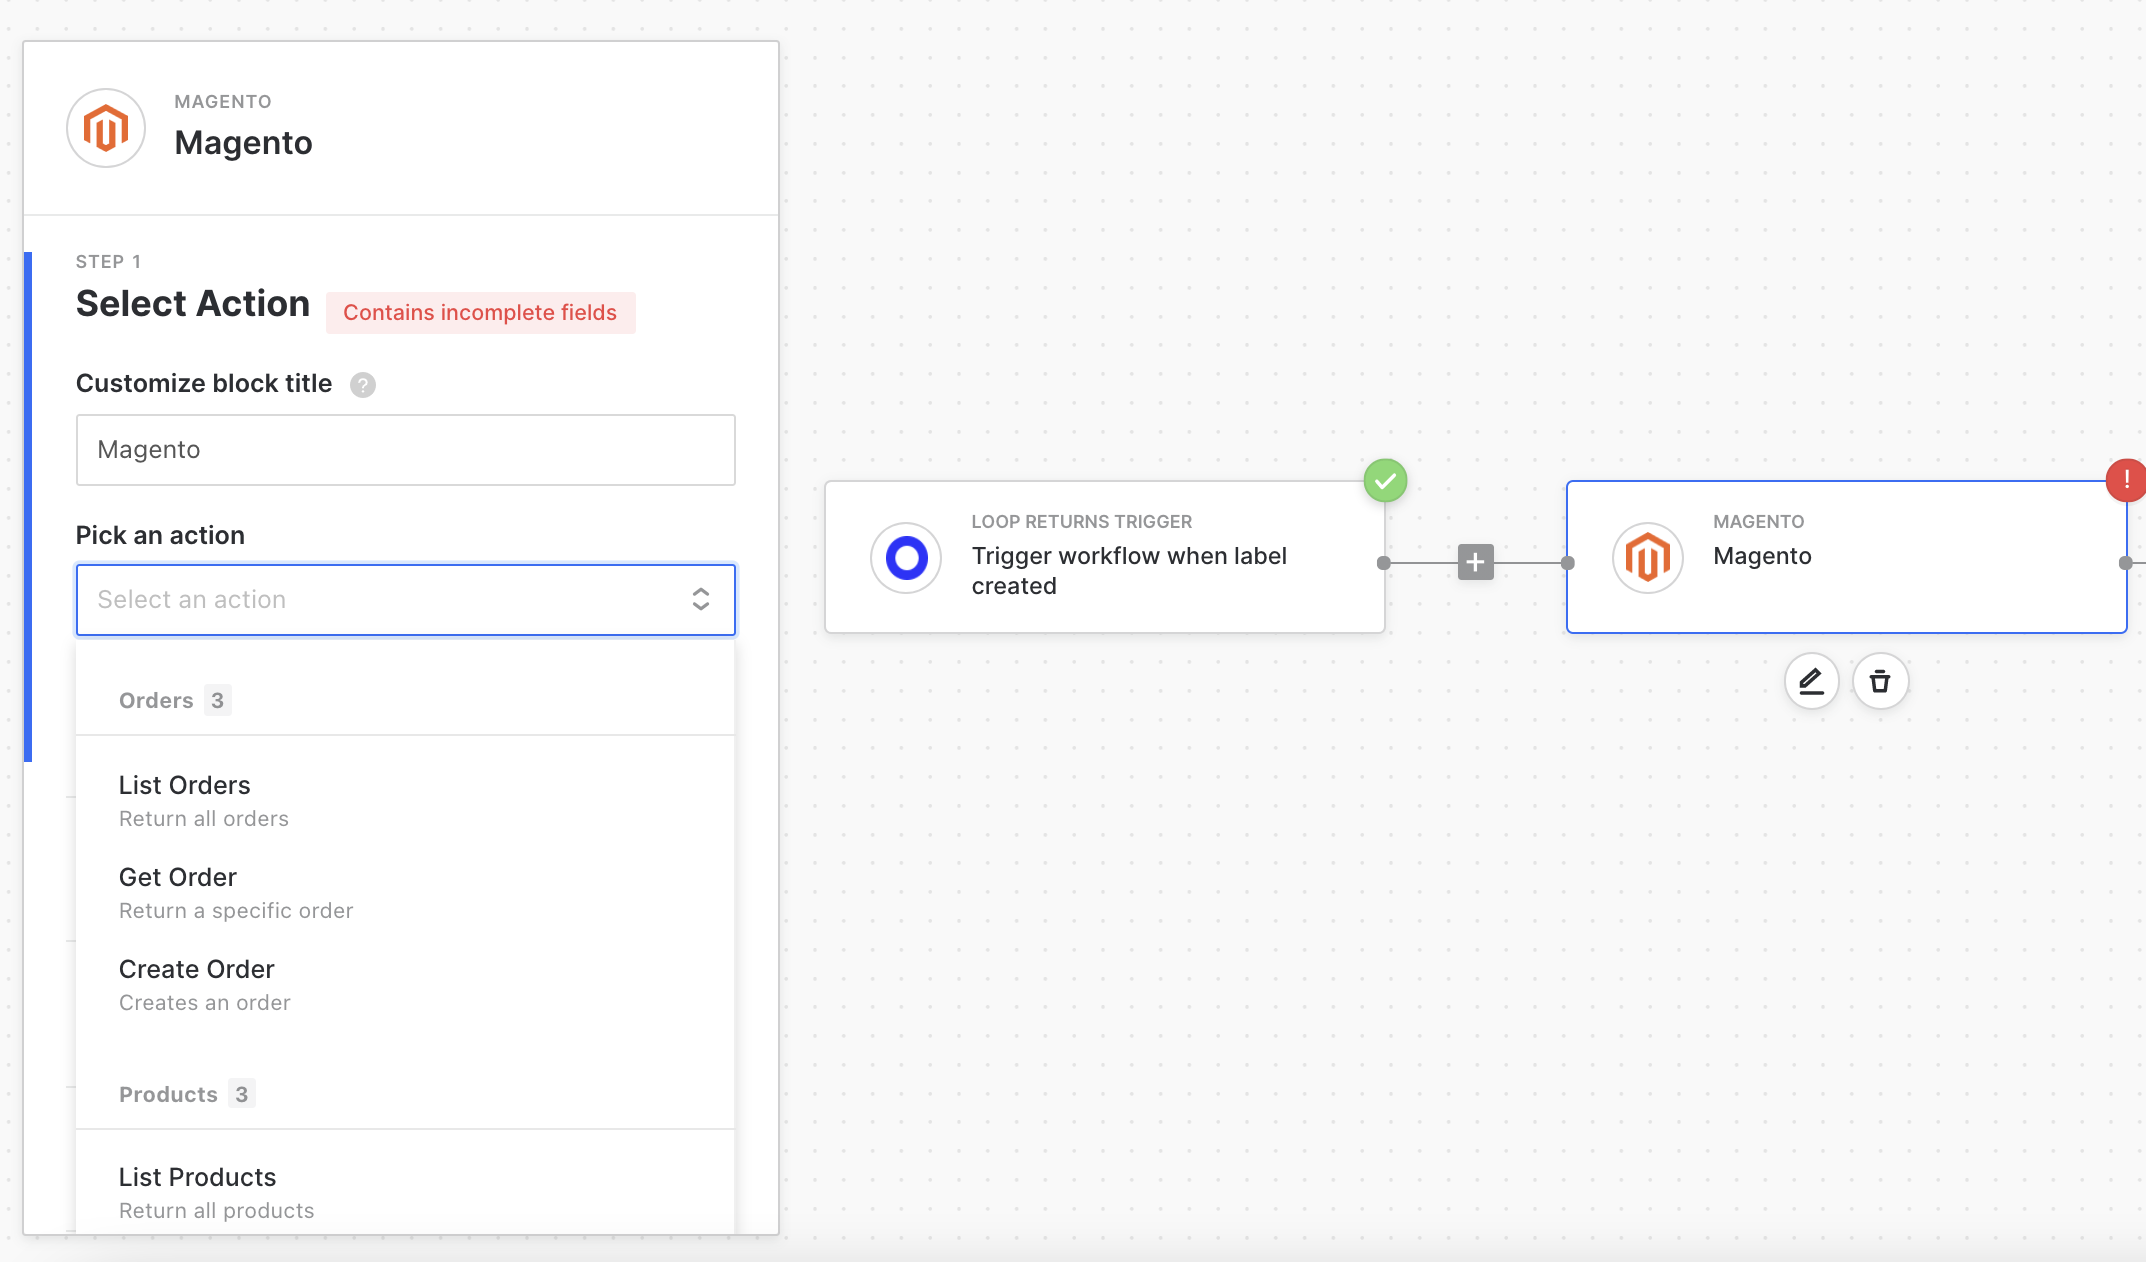 MAGENTO
Magento
STEP 1
Select Action
Contains incomplete fields
Customize block title ?
Magento
Pick an action
Select an action
Orders 3
List Orders
Return all orders
Get Order
Return a specific order
Create Order
Creates an order
Products 3
List Products
Return all products
LOOP RETURNS TRIGGER
Trigger workflow when label
created
MAGENTO
Magento
!